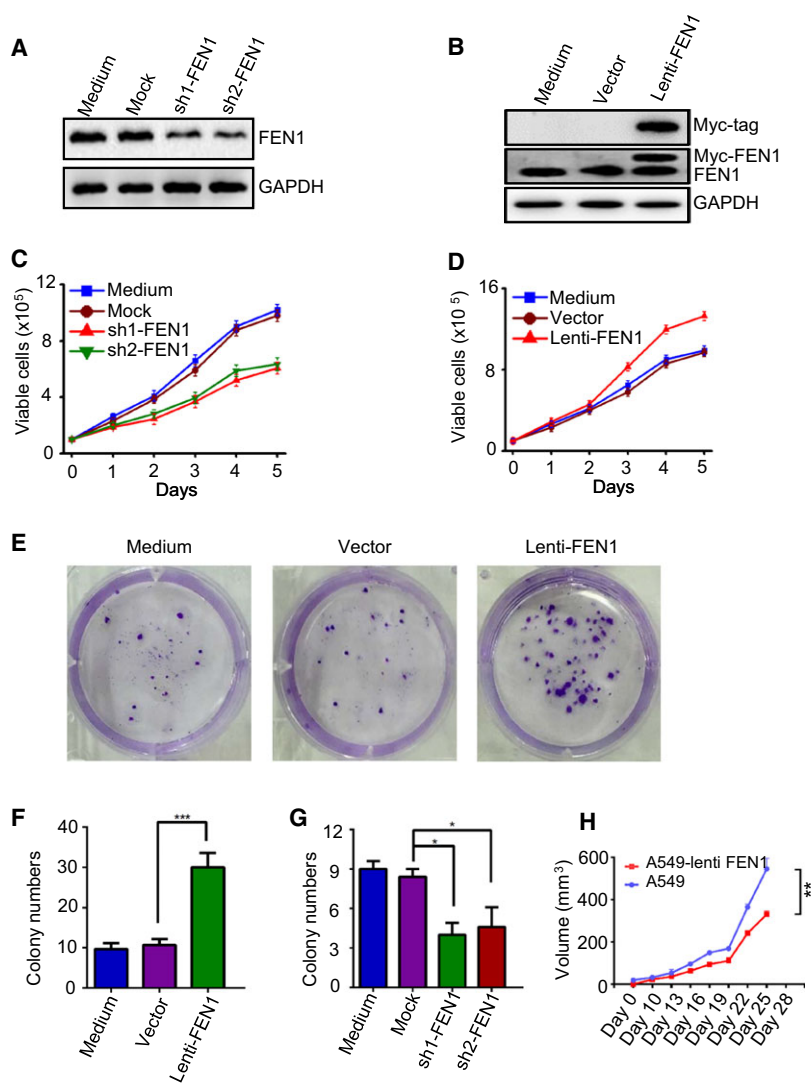 A
Medium
Mock
sh1-FEN1
sh2-FEN1
FEN1
GAPDH
B
Medium
Vector
Lenti-FEN1
Myc-tag
Myc-FEN1
FEN1
GAPDH
C
Viable cells (x10⁵)
12
8
4
0
Medium
Mock
sh1-FEN1
sh2-FEN1
0 1 2 3 4 5
Days
D
Viable cells (x10 ⁵)
16
8
0
Medium
Vector
Lenti-FEN1
0 1 2 3 4 5
Days
E
Medium Vector Lenti-FEN1
F
Colony numbers
40
30
20
10
0
***
Medium
Vector
Lenti-FEN1
G
Colony numbers
12
9
6
3
0
*
*
Medium
Mock
sh1-FEN1
sh2-FEN1
H
Volume (mm³)
600
400
200
0
A549-lenti FEN1
A549
**
Day 0
Day 10
Day 13
Day 16
Day 19
Day 22
Day 25
Day 28